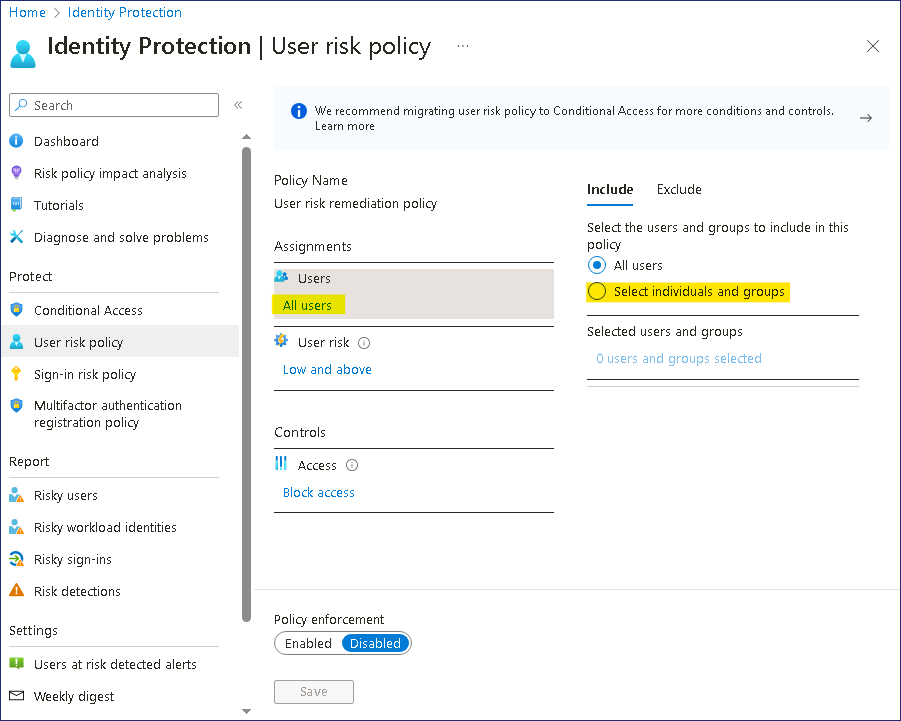 Home > Identity Protection
Identity Protection | User risk policy ...
Search «
Dashboard
Risk policy impact analysis
Tutorials
Diagnose and solve problems
Protect
Conditional Access
User risk policy
Sign-in risk policy
Multifactor authentication
registration policy
Report
Risky users
Risky workload identities
Risky sign-ins
Risk detections
Settings
Users at risk detected alerts
Weekly digest
We recommend migrating user risk policy to Conditional Access for more conditions and controls.
Learn more
Policy Name
User risk remediation policy
Assignments
Users
All users
User risk
Low and above
Controls
Access
Block access
Include Exclude
Select the users and groups to include in this
policy
All users
Select individuals and groups
Selected users and groups
0 users and groups selected
Policy enforcement
Enabled Disabled
Save